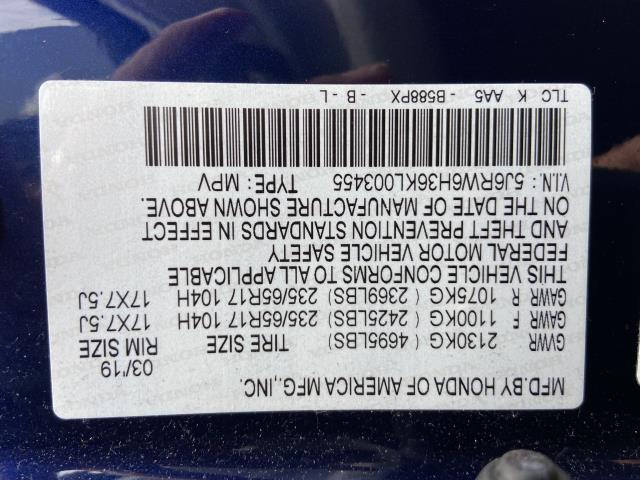 MFD.BY HONDA OF AMERICA MFG.,INC.
03/19
GVWR 2130KG ( 4695LBS) TIRE SIZE RIM SIZE
GAWR F 1100KG ( 2425LBS) 235/65R17 104H 17X7.5J
GAWR R 1075KG ( 2369LBS) 235/65R17 104H 17X7.5J
THIS VEHICLE CONFORMS TO ALL APPLICABLE
FEDERAL MOTOR VEHICLE SAFETY
AND THEFT PREVENTION STANDARDS IN EFFECT
ON THE DATE OF MANUFACTURE SHOWN ABOVE.
V.I.N.: 5J6RW6H36KL003455 TYPE: MPV
TLC K AA5 -B588PX - B - L